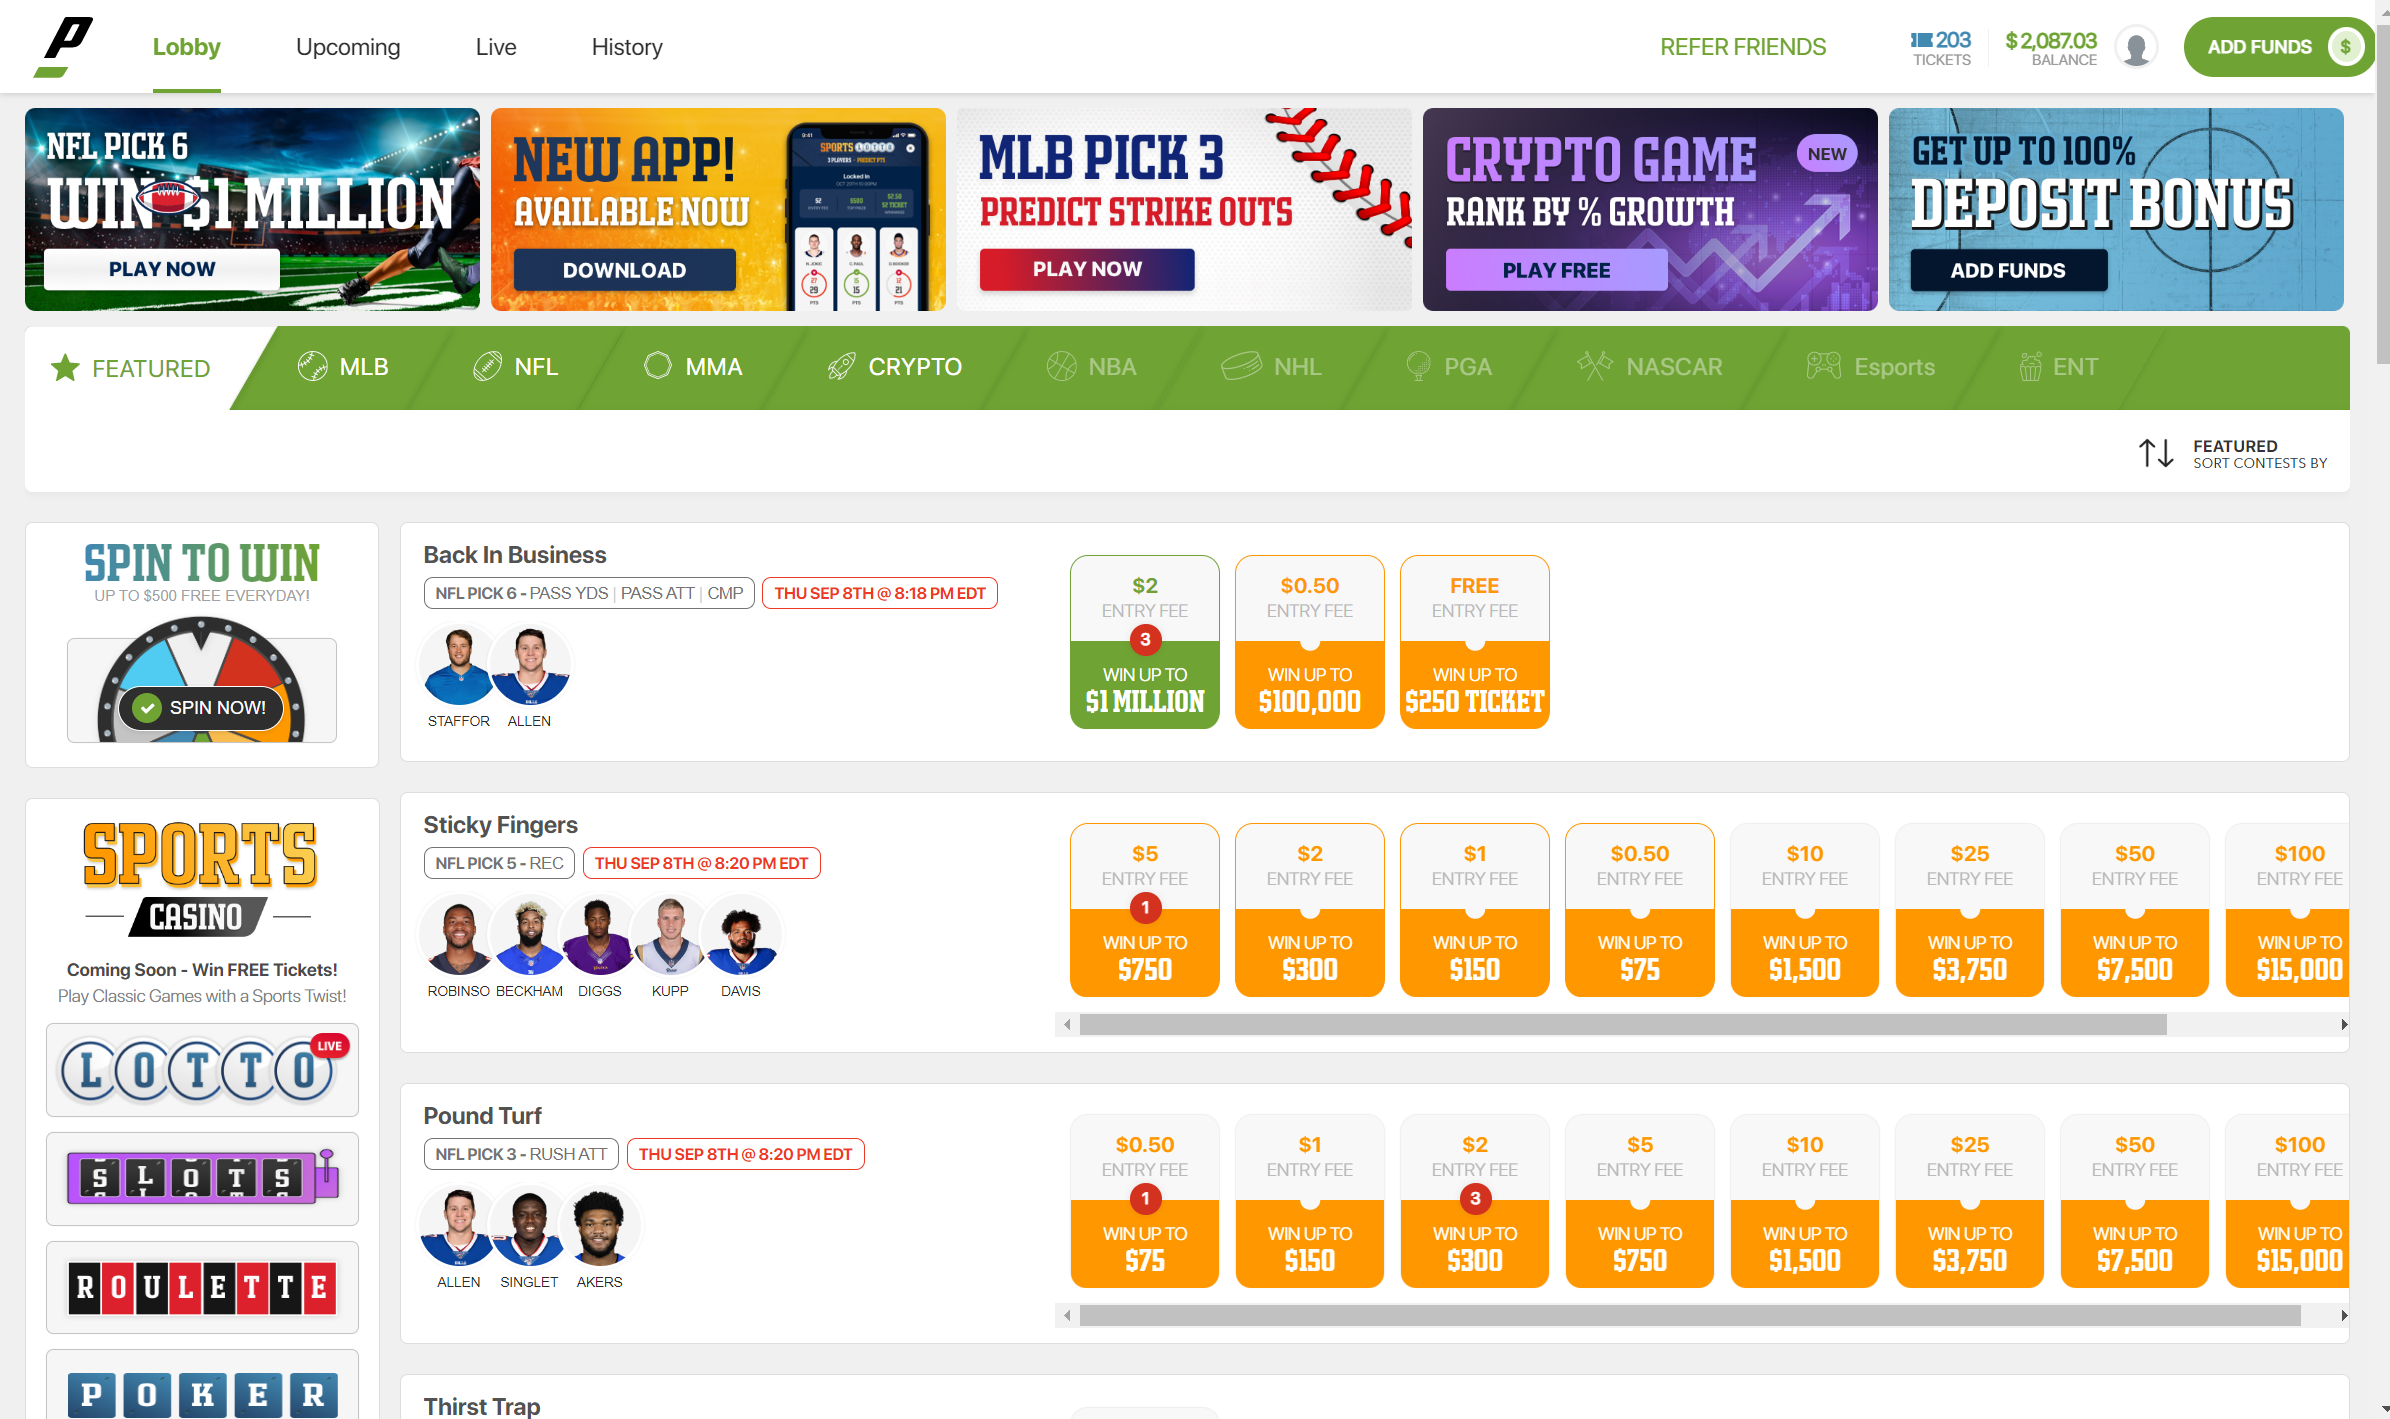 Lobby
Upcoming
Live
History
REFER FRIENDS
203
TICKETS
$2,087.03
BALANCE
ADD FUNDS $
NFL PICK 6
WIN $1 MILLION
PLAY NOW
NEW APP!
AVAILABLE NOW
DOWNLOAD
SPORTS LOTTO
3 PLAYERS - PREDICT PTS
Locked In
MLB PICK 3
PREDICT STRIKE OUTS
PLAY NOW
CRYPTO GAME
NEW
RANK BY % GROWTH
PLAY FREE
GET UP TO 100%
DEPOSIT BONUS
ADD FUNDS
FEATURED
MLB
NFL
MMA
CRYPTO
NBA
NHL
PGA
NASCAR
Esports
ENT
FEATURED
SORT CONTESTS BY
SPIN TO WIN
UP TO $500 FREE EVERYDAY!
SPIN NOW!
SPORTS
CASINO
Coming Soon - Win FREE Tickets!
Play Classic Games with a Sports Twist!
LOTTO
LIVE
SLOTS
ROULETTE
POKER
Back In Business
NFL PICK 6 - PASS YDS | PASS ATT | CMP
THU SEP 8TH @ 8:18 PM EDT
STAFFOR ALLEN
$2
ENTRY FEE
3
WIN UP TO
$1 MILLION
$0.50
ENTRY FEE
WIN UP TO
$100,000
FREE
ENTRY FEE
WIN UP TO
$250 TICKET
Sticky Fingers
NFL PICK 5 - REC
THU SEP 8TH @ 8:20 PM EDT
ROBINSO BECKHAM DIGGS KUPP DAVIS
$5
ENTRY FEE
1
WIN UP TO
$750
$2
ENTRY FEE
WIN UP TO
$300
$1
ENTRY FEE
WIN UP TO
$150
$0.50
ENTRY FEE
WIN UP TO
$75
$10
ENTRY FEE
WIN UP TO
$1,500
$25
ENTRY FEE
WIN UP TO
$3,750
$50
ENTRY FEE
WIN UP TO
$7,500
$100
ENTRY FEE
WIN UP TO
$15,000
Pound Turf
NFL PICK 3 - RUSH ATT
THU SEP 8TH @ 8:20 PM EDT
ALLEN SINGLET AKERS
$0.50
ENTRY FEE
1
WIN UP TO
$75
$1
ENTRY FEE
WIN UP TO
$150
$2
ENTRY FEE
3
WIN UP TO
$300
$5
ENTRY FEE
WIN UP TO
$750
$10
ENTRY FEE
WIN UP TO
$1,500
$25
ENTRY FEE
WIN UP TO
$3,750
$50
ENTRY FEE
WIN UP TO
$7,500
$100
ENTRY FEE
WIN UP TO
$15,000
Thirst Trap